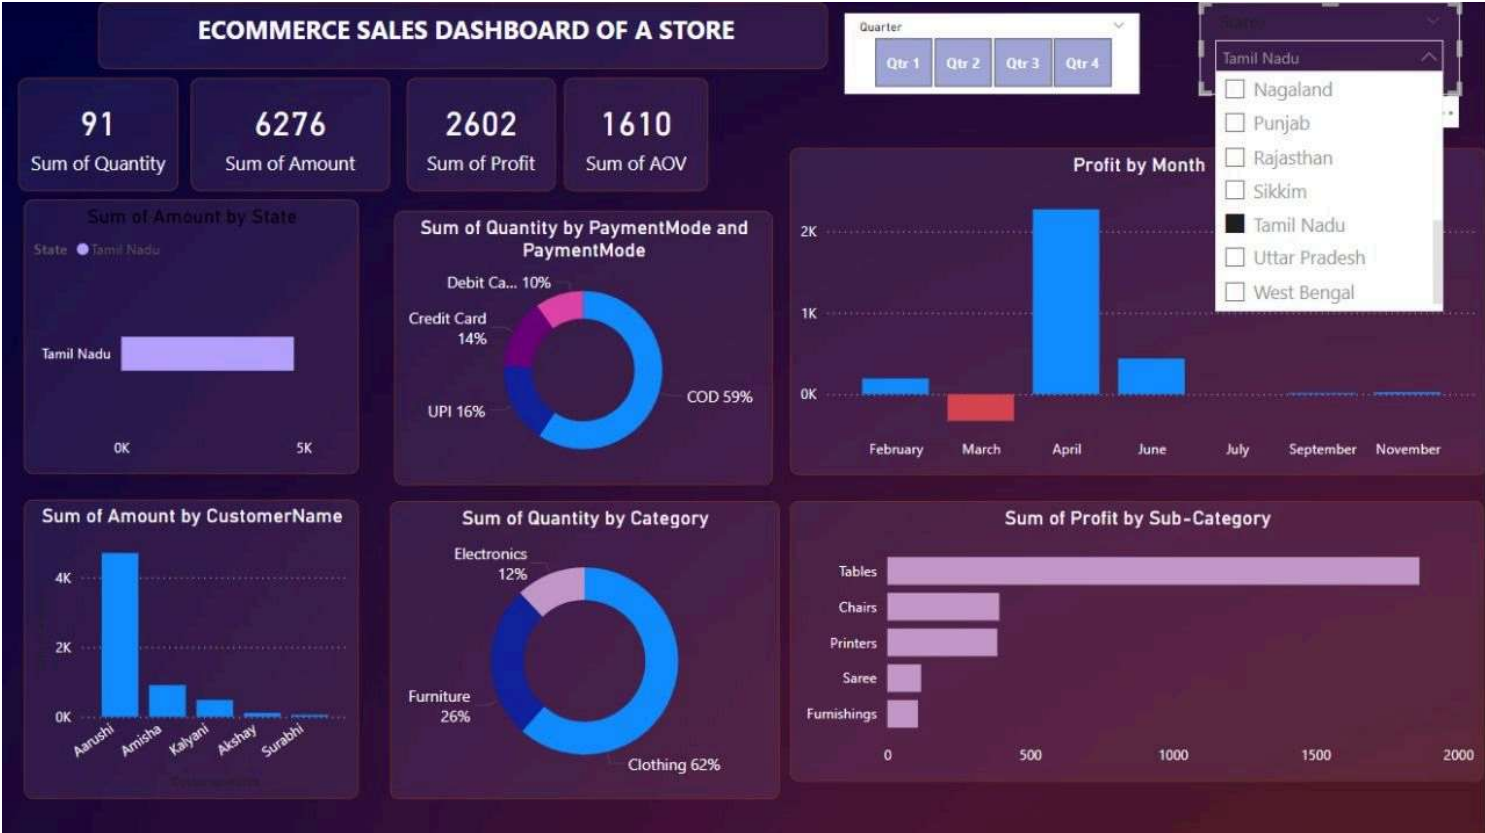 ECOMMERCE SALES DASHBOARD OF A STORE
Quarter
Qtr 1
Qtr 2
Qtr 3
Qtr 4
States
Tamil Nadu
Nagaland
Punjab
Rajasthan
Sikkim
Tamil Nadu
Uttar Pradesh
West Bengal
91
Sum of Quantity
6276
Sum of Amount
2602
Sum of Profit
1610
Sum of AOV
Sum of Amount by State
State Tamil Nadu
Tamil Nadu
0K
5K
Sum of Quantity by PaymentMode and
PaymentMode
Debit Ca... 10%
Credit Card
14%
UPI 16%
COD 59%
Profit by Month
2K
1K
0K
February
March
April
June
July
September
November
Sum of Amount by CustomerName
4K
2K
0K
Aarushi
Amisha
Kalyani
Akshay
Surabhi
Sum of Quantity by Category
Electronics
12%
Furniture
26%
Clothing 62%
Sum of Profit by Sub-Category
Tables
Chairs
Printers
Saree
Furnishings
0
500
1000
1500
2000